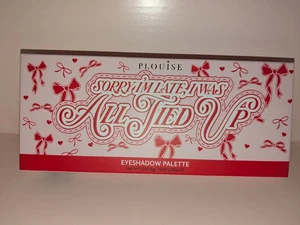 PLOUISE
SORRY I'M LATE, I WAS
ALL TIED UP
EYESHADOW PALETTE